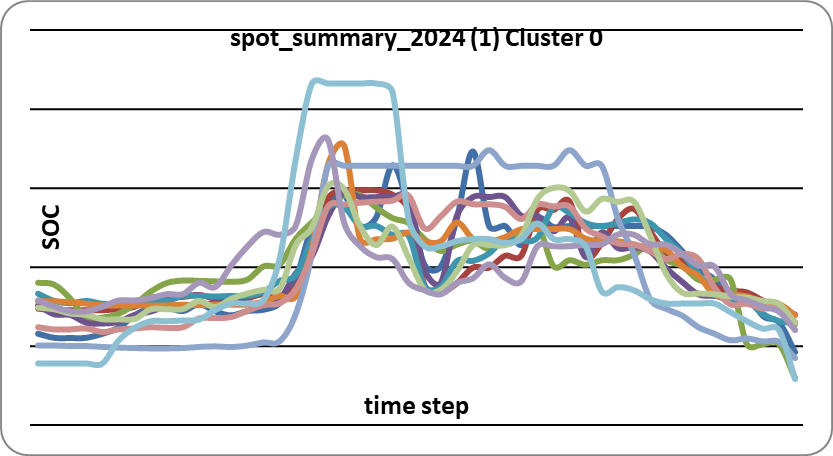 spot_summary_2024 (1) Cluster 0
SOC
time step